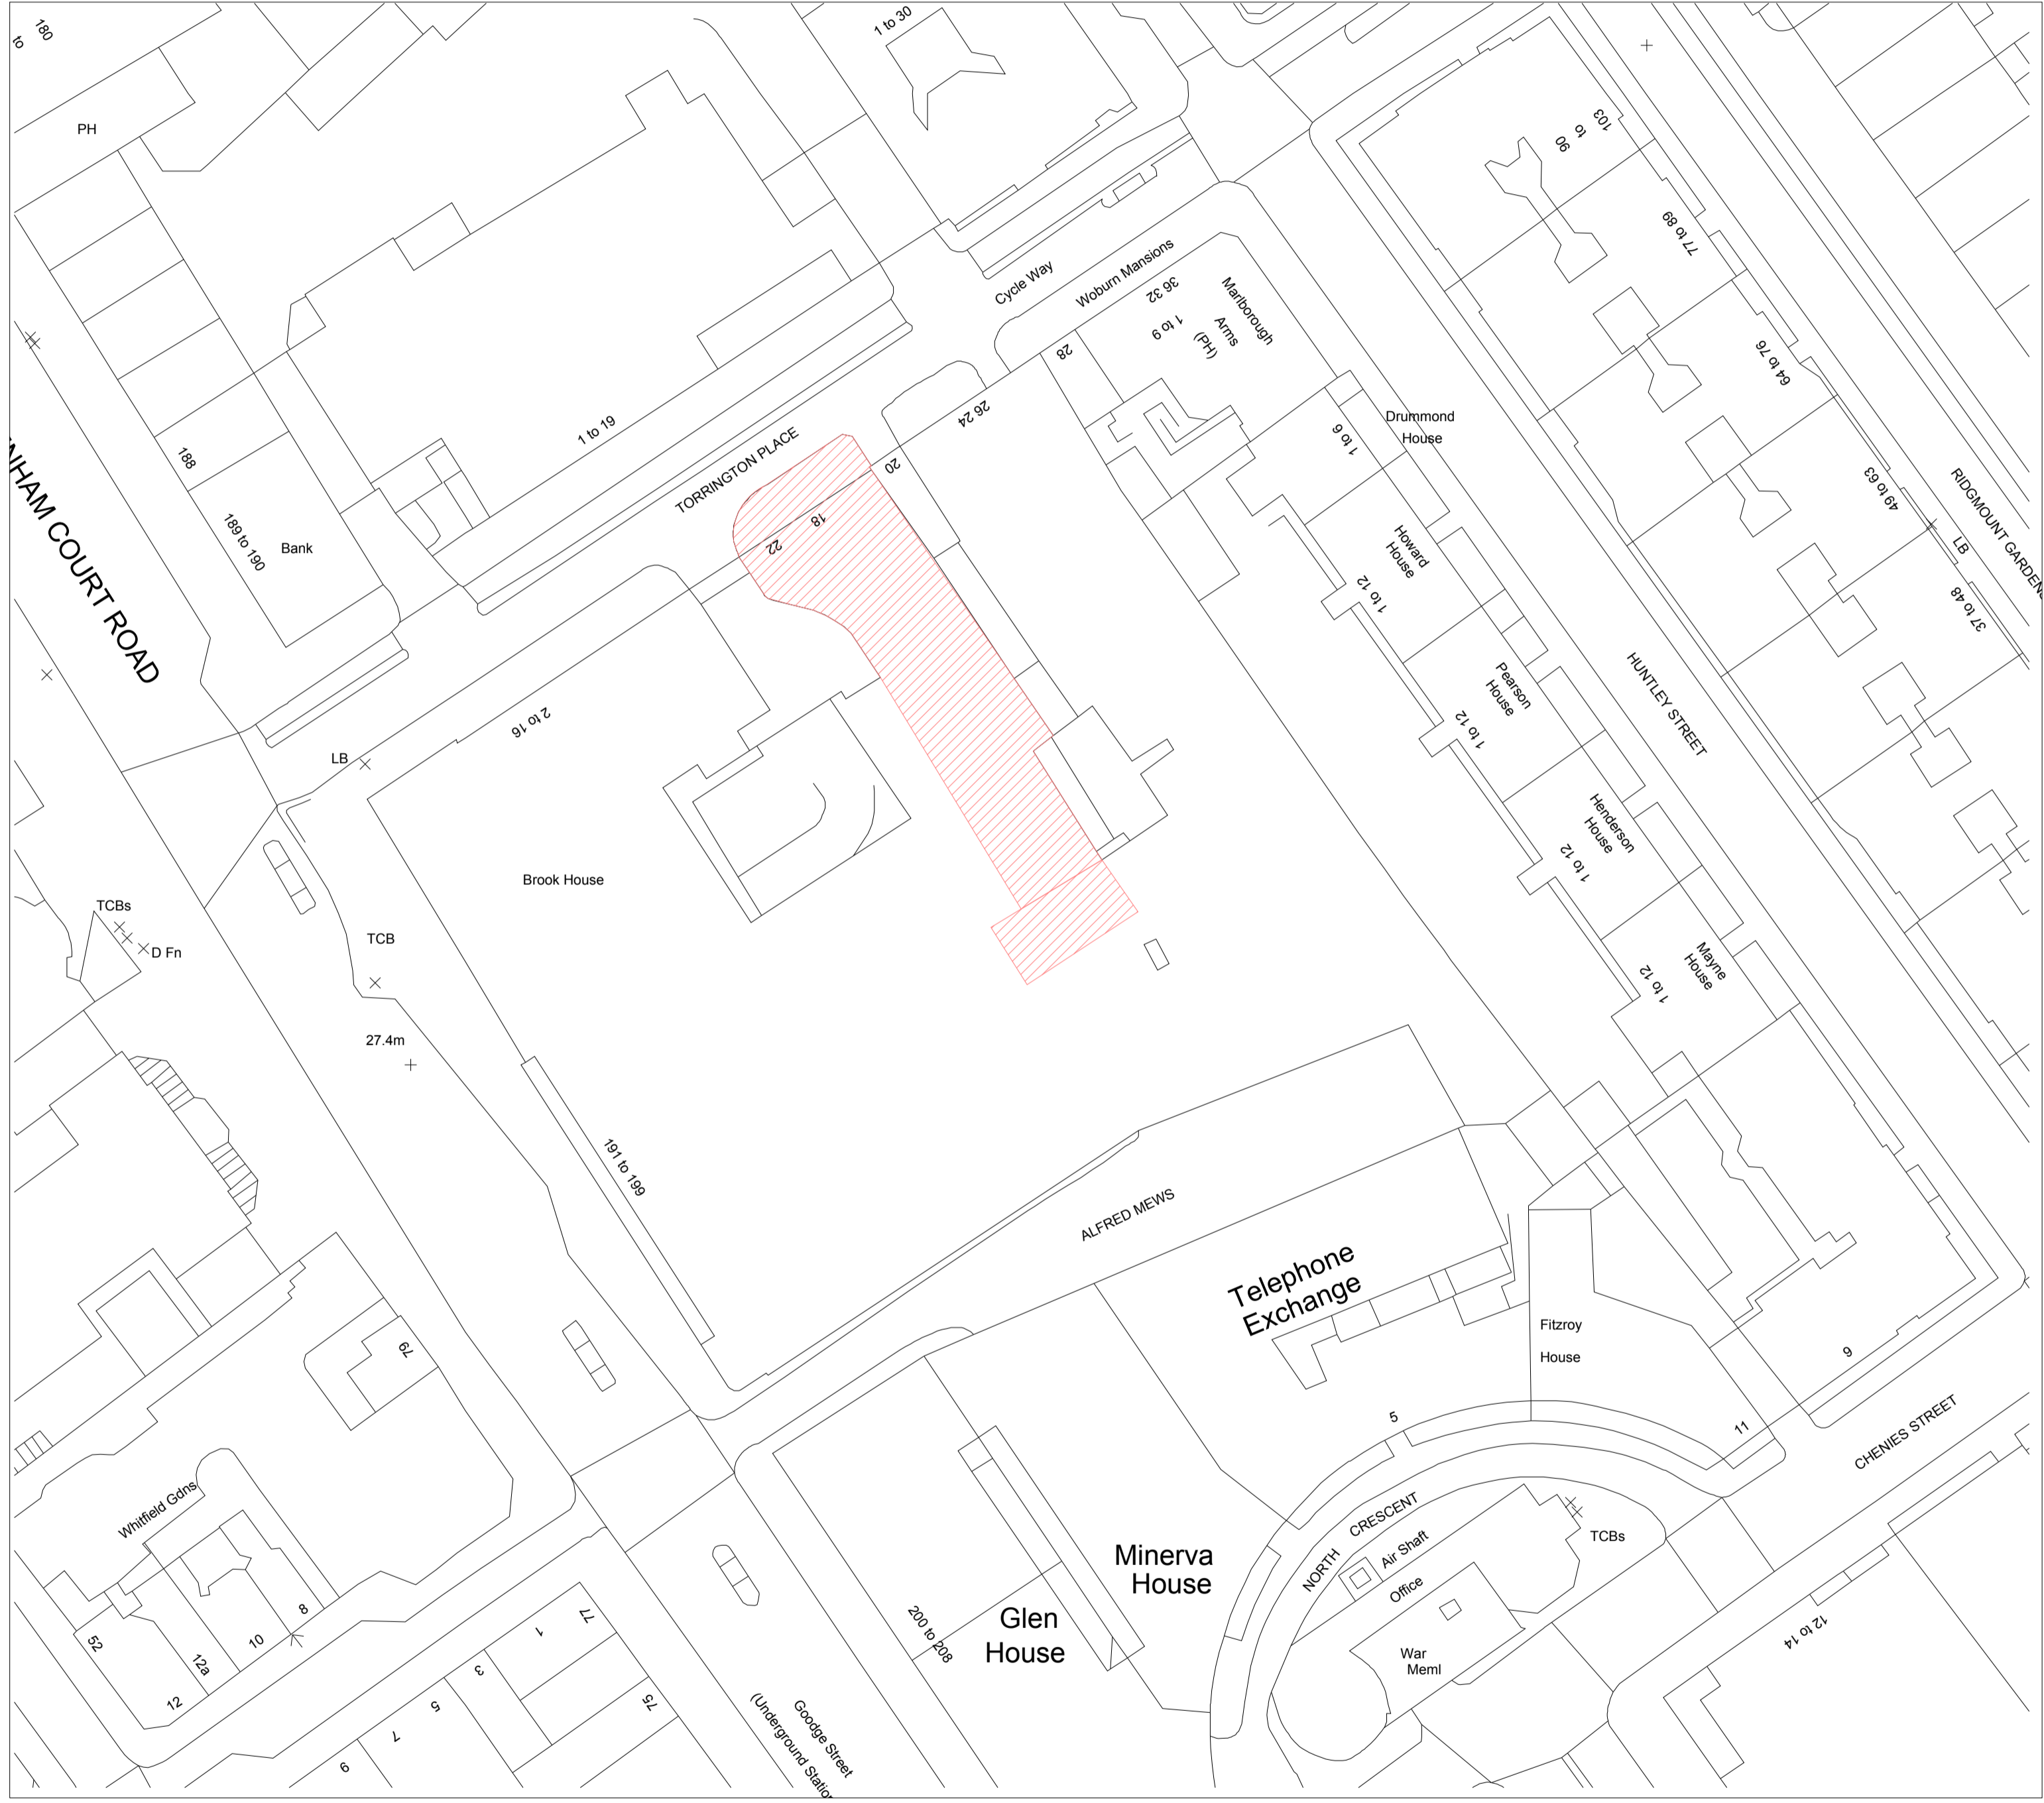 180
to
1 to 30
PH
103
to
90
77 to 89
Cycle Way
Woburn Mansions
36 32
1 to 9
Marlborough
Arms
(PH)
28
64 to 76
26 24
1 to 6
Drummond
House
1 to 19
TORRINGTON PLACE
188
20
18
22
49 to 63
LB
RIDGMOUNT GARDENS
189 to 190
Bank
COURT ROAD
Howard
House
1 to 12
37 to 48
HUNTLEY STREET
Pearson
House
1 to 12
2 to 16
LB
Henderson
House
1 to 12
Brook House
TCBs
D Fn
TCB
Mayne
House
1 to 12
27.4m
191 to 199
ALFRED MEWS
Telephone
Exchange
Fitzroy
House
79
9
5
11
CHENIES STREET
Whitfield Gdns
NORTH
CRESCENT
Air Shaft
Office
TCBs
Minerva
House
Glen
House
200 to 208
War
Meml
12 to 14
52
12a
12
10
8
77
1
3
5
7
9
75
Goodge Street
(Underground